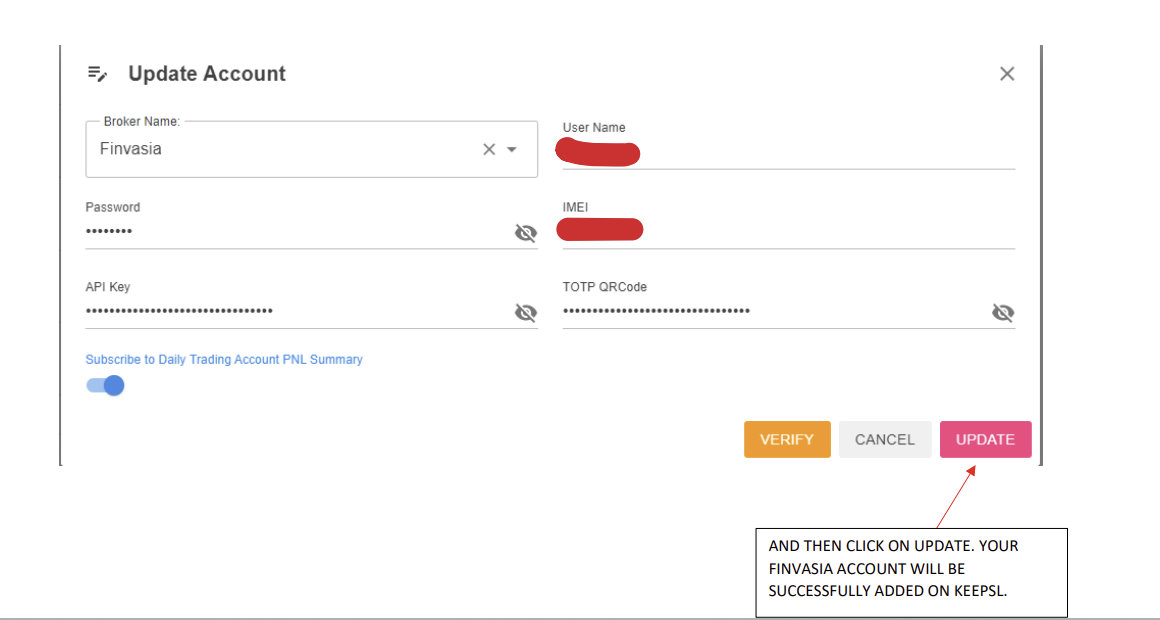 Update Account
Broker Name:
Finvasia
User Name
Password
••••••••
IMEI
API Key
••••••••••••••••••••••••••••••••
TOTP QRCode
••••••••••••••••••••••••••••••••
Subscribe to Daily Trading Account PNL Summary
VERIFY CANCEL UPDATE
AND THEN CLICK ON UPDATE. YOUR
FINVASIA ACCOUNT WILL BE
SUCCESSFULLY ADDED ON KEEPSL.